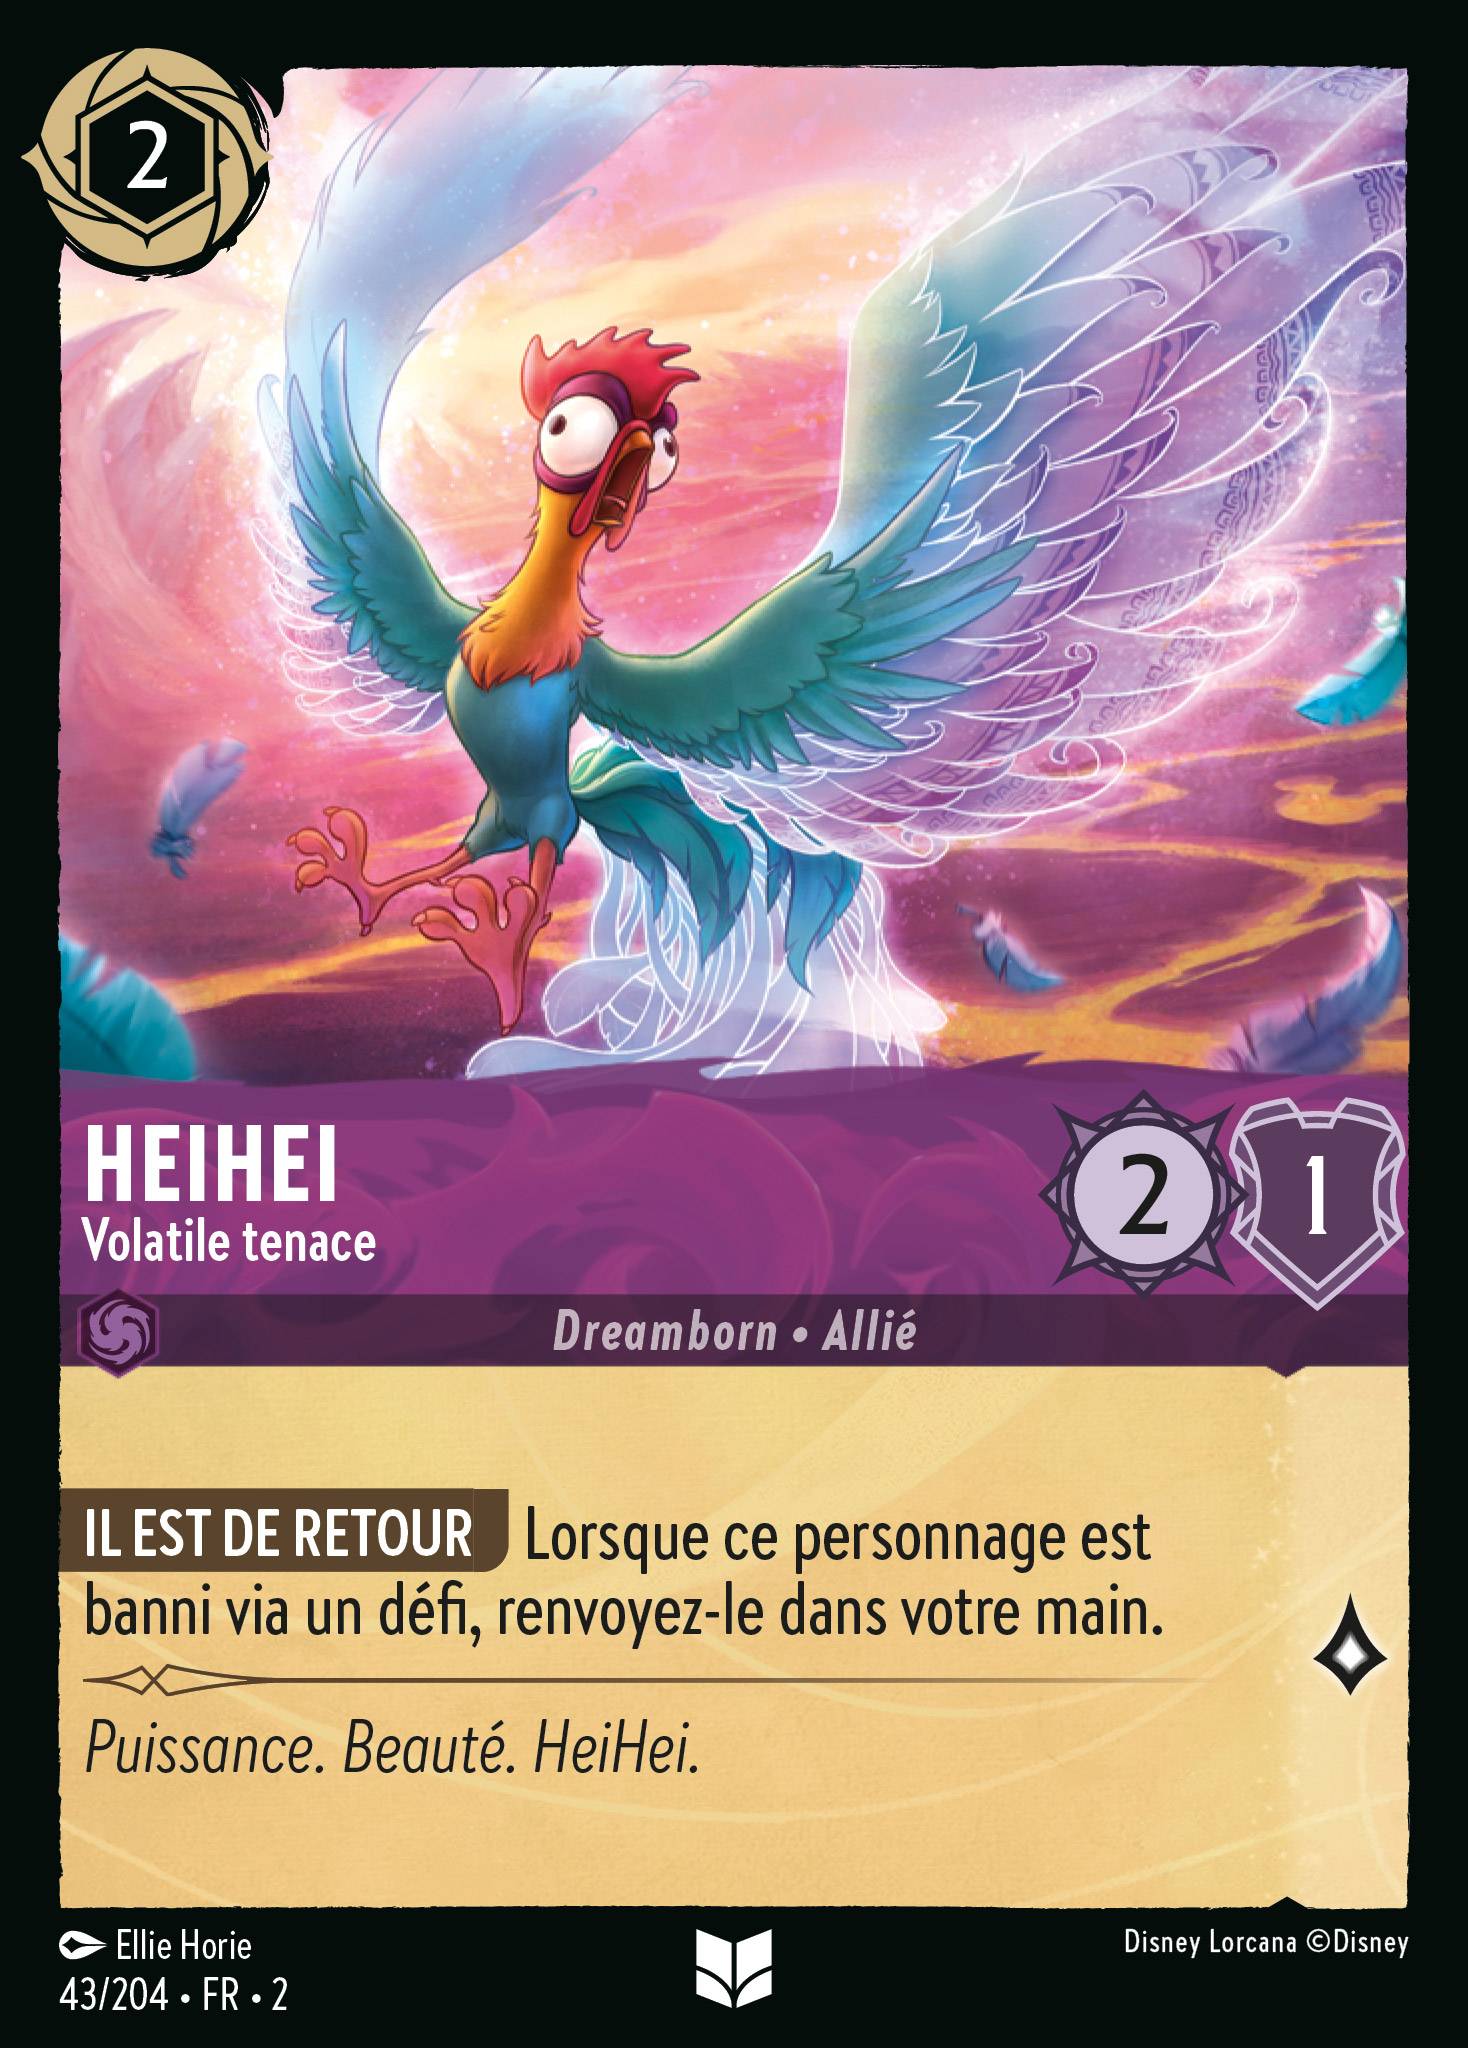 2
HEIHEI
Volatile tenace
2
1
Dreamborn • Allié
IL EST DE RETOUR Lorsque ce personnage est
banni via un défi, renvoyez-le dans votre main.
Puissance. Beauté. HeiHei.
Ellie Horie
Disney Lorcana ©Disney
43/204 • FR • 2